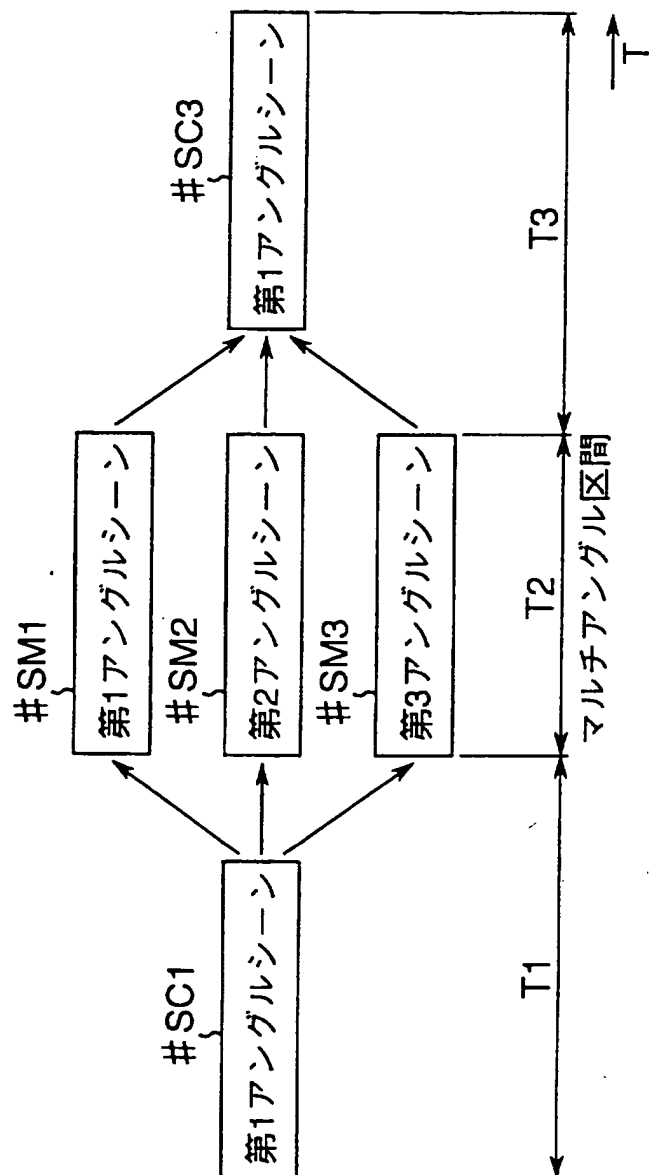 #SC1
第1アングルシーン
#SM1
第1アングルシーン
#SM2
第2アングルシーン
#SM3
第3アングルシーン
#SC3
第1アングルシーン
T1
T2
T3
マルチアングル区間
T